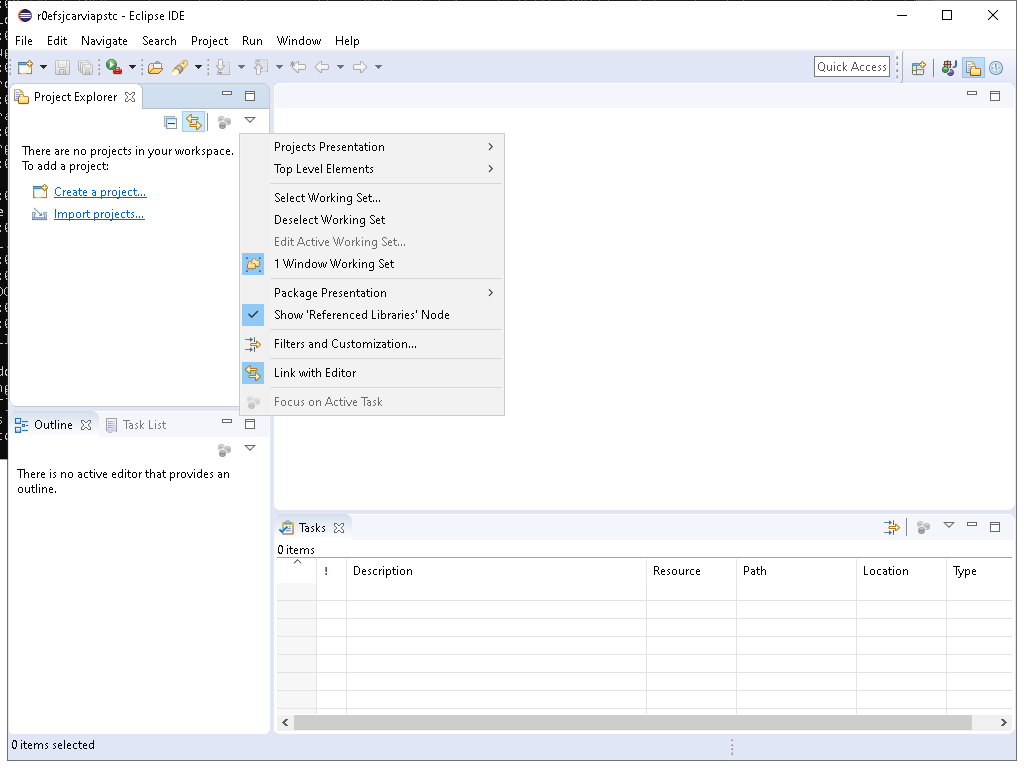 r0efsjcarviapstc - Eclipse IDE
File Edit Navigate Search Project Run Window Help
Quick Access
Project Explorer
There are no projects in your workspace.
To add a project:
Create a project...
Import projects...
Projects Presentation
Top Level Elements
Select Working Set...
Deselect Working Set
Edit Active Working Set...
1 Window Working Set
Package Presentation
Show 'Referenced Libraries' Node
Filters and Customization...
Link with Editor
Focus on Active Task
Outline Task List
There is no active editor that provides an
outline.
Tasks
0 items
! Description Resource Path Location Type
0 items selected